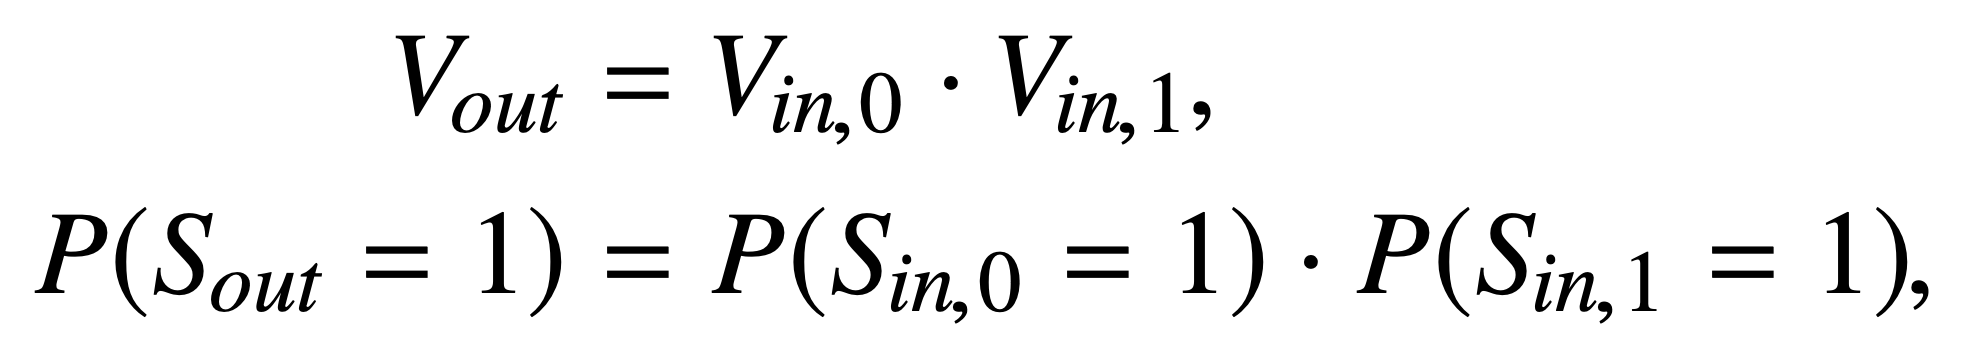 V_{out} = V_{in,0} · V_{in,1},
P(S_{out} = 1) = P(S_{in,0} = 1) · P(S_{in,1} = 1),